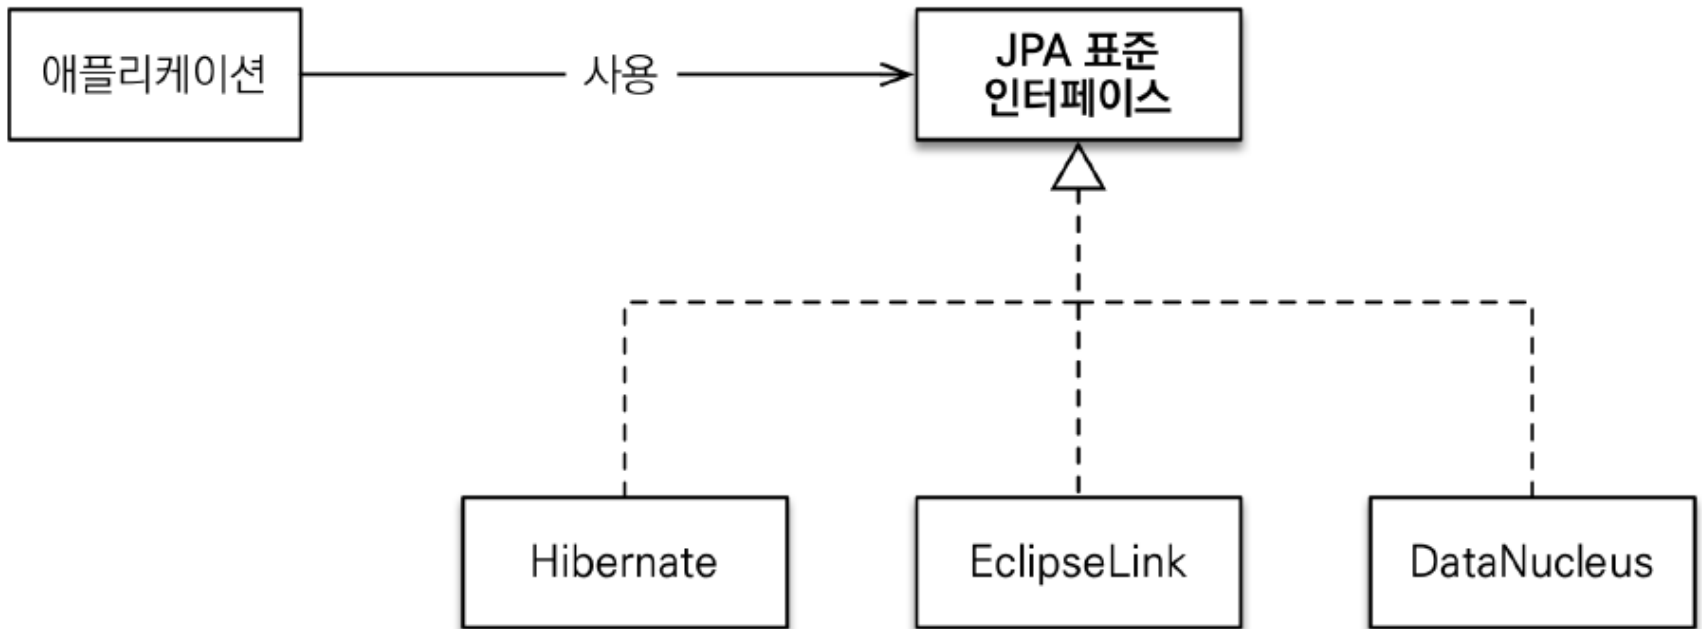 애플리케이션
사용
JPA 표준
인터페이스
Hibernate
EclipseLink
DataNucleus